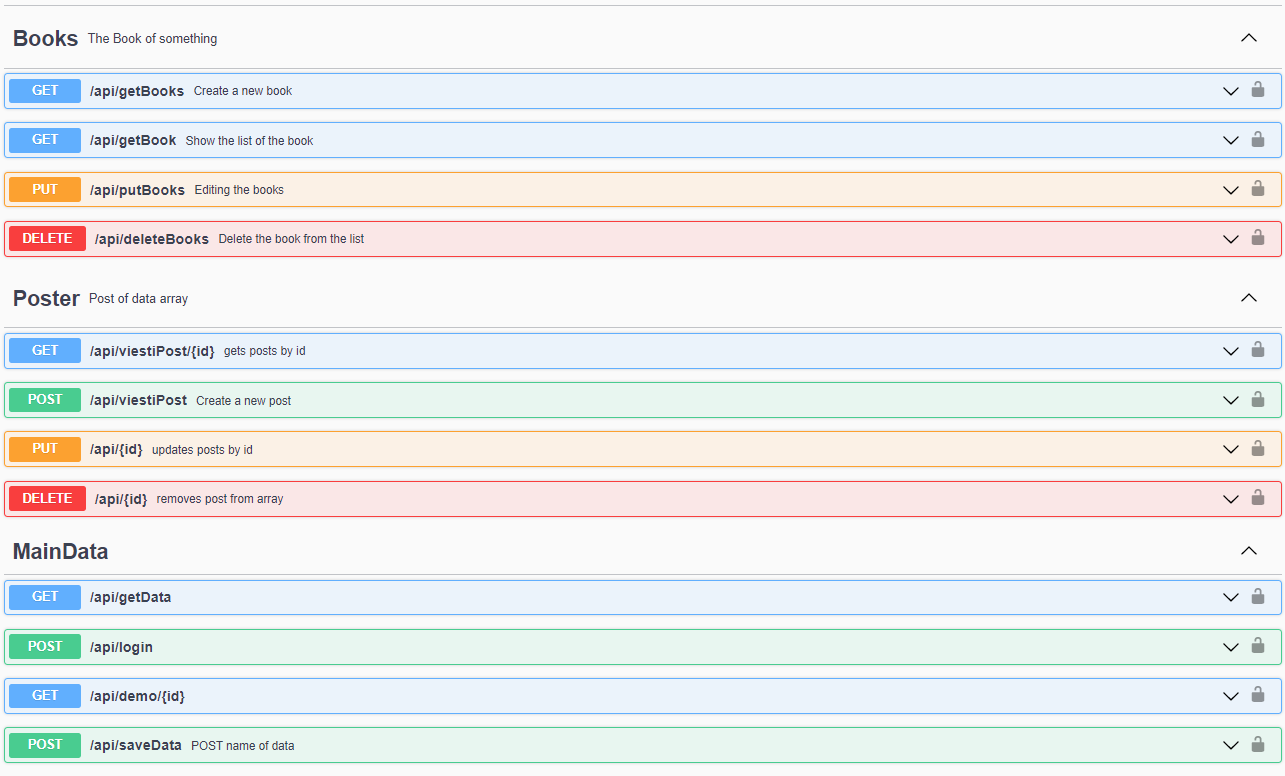 Books The Book of something
GET /api/getBooks Create a new book
GET /api/getBook Show the list of the book
PUT /api/putBooks Editing the books
DELETE /api/deleteBooks Delete the book from the list
Poster Post of data array
GET /api/viestiPost/{id} gets posts by id
POST /api/viestiPost Create a new post
PUT /api/{id} updates posts by id
DELETE /api/{id} removes post from array
MainData
GET /api/getData
POST /api/login
GET /api/demo/{id}
POST /api/saveData POST name of data